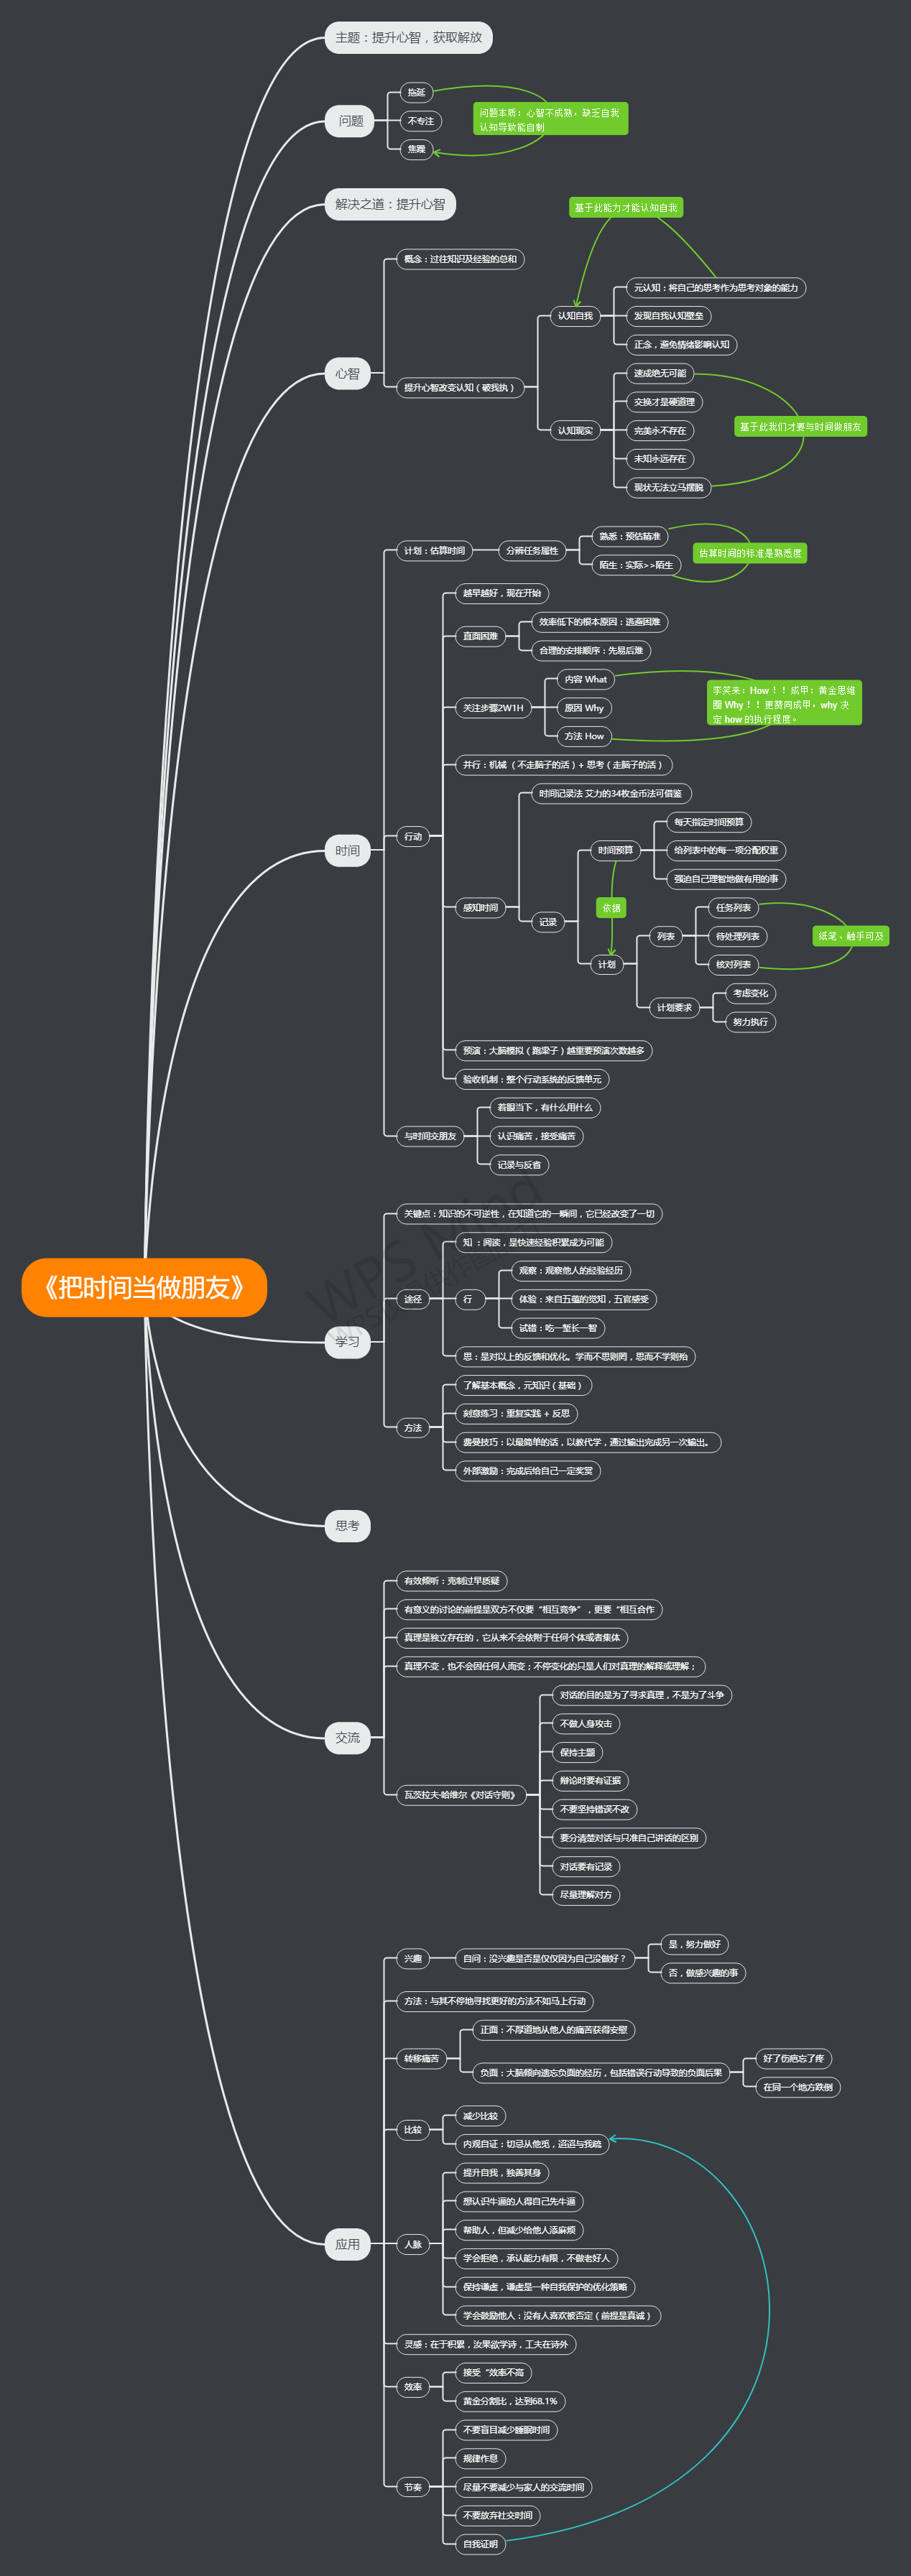 主题：提升心智，获取解放
问题
拖延
不专注
焦躁
问题本质：心智不成熟，缺乏自我
认知导致能自制
解决之道：提升心智
基于此能力才能认知自我
心智
概念：过往知识及经验的总和
提升心智改变认知（破我执）
认知自我
元认知：将自己的思考作为思考对象的能力
发现自我认知壁垒
正念，避免情绪影响认知
认知现实
速成绝无可能
交换才是硬道理
完美永不存在
未知永远存在
现状无法立马摆脱
基于此我们才要与时间做朋友
时间
计划：估算时间
分辨任务属性
熟悉：预估精准
陌生：实际>>陌生
估算时间的标准是熟悉度
行动
越早越好，现在开始
直面困难
效率低下的根本原因：逃避困难
合理的安排顺序：先易后难
关注步骤2W1H
内容 What
原因 Why
方法 How
李笑来：How！！成甲：黄金思维
圈 Why！！更赞同成甲，why 决
定 how 的执行程度。
并行：机械（不走脑子的活）+ 思考（走脑子的活）
感知时间
时间记录法 艾力的34枚金币法可借鉴
记录
时间预算
每天指定时间预算
给列表中的每一项分配权重
强迫自己理智地做有用的事
依据
计划
列表
任务列表
待处理列表
核对列表
纸笔、触手可及
计划要求
考虑变化
努力执行
预演：大脑模拟（跑梁子）越重要预演次数越多
验收机制：整个行动系统的反馈单元
与时间交朋友
着眼当下，有什么用什么
认识痛苦，接受痛苦
记录与反省
《把时间当做朋友》
WPS Mind
学习
关键点：知识的不可逆性，在知道它的一瞬间，它已经改变了一切
途径
知 ：阅读，是快速经验积累成为可能
行
观察：观察他人的经验经历
体验：来自五蕴的觉知，五官感受
试错：吃一堑长一智
思：是对以上的反馈和优化。学而不思则罔，思而不学则殆
方法
了解基本概念，元知识（基础）
刻意练习：重复实践 + 反思
费曼技巧：以最简单的话，以教代学，通过输出完成另一次输出。
外部激励：完成后给自己一定奖赏
思考
交流
有效倾听：克制过早质疑
有意义的讨论的前提是双方不仅要“相互竞争”，更要“相互合作
真理是独立存在的，它从来不会依附于任何个体或者集体
真理不变，也不会因任何人而变；不停变化的只是人们对真理的解释或理解；
瓦茨拉夫·哈维尔《对话守则》
对话的目的是为了寻求真理，不是为了斗争
不做人身攻击
保持主题
辩论时要有证据
不要坚持错误不改
要分清楚对话与只准自己讲话的区别
对话要有记录
尽量理解对方
应用
兴趣
自问：没兴趣是否是仅仅因为自己没做好？
是，努力做好
否，做感兴趣的事
方法：与其不停地寻找更好的方法不如马上行动
转移痛苦
正面：不厚道地从他人的痛苦获得安慰
负面：大脑倾向遗忘负面的经历，包括错误行动导致的负面后果
好了伤疤忘了疼
在同一个地方跌倒
比较
减少比较
内观自证：切忌从他觅，迢迢与我疏
人脉
提升自我，独善其身
想认识牛逼的人得自己先牛逼
帮助人，但减少给他人添麻烦
学会拒绝，承认能力有限，不做老好人
保持谦虚，谦虚是一种自我保护的优化策略
学会鼓励他人：没有人喜欢被否定（前提是真诚）
灵感：在于积累，汝果欲学诗，工夫在诗外
效率
接受“效率不高
黄金分割比，达到68.1%
节奏
不要盲目减少睡眠时间
规律作息
尽量不要减少与家人的交流时间
不要放弃社交时间
自我证明